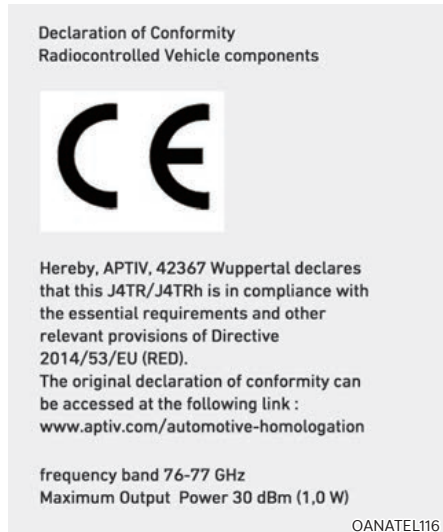 Declaration of Conformity
Radiocontrolled Vehicle components
CE
Hereby, APTIV, 42367 Wuppertal declares
that this J4TR/J4TRh is in compliance with
the essential requirements and other
relevant provisions of Directive
2014/53/EU (RED).
The original declaration of conformity can
be accessed at the following link :
www.aptiv.com/automotive-homologation
frequency band 76-77 GHz
Maximum Output  Power 30 dBm (1,0 W)
OANATEL116